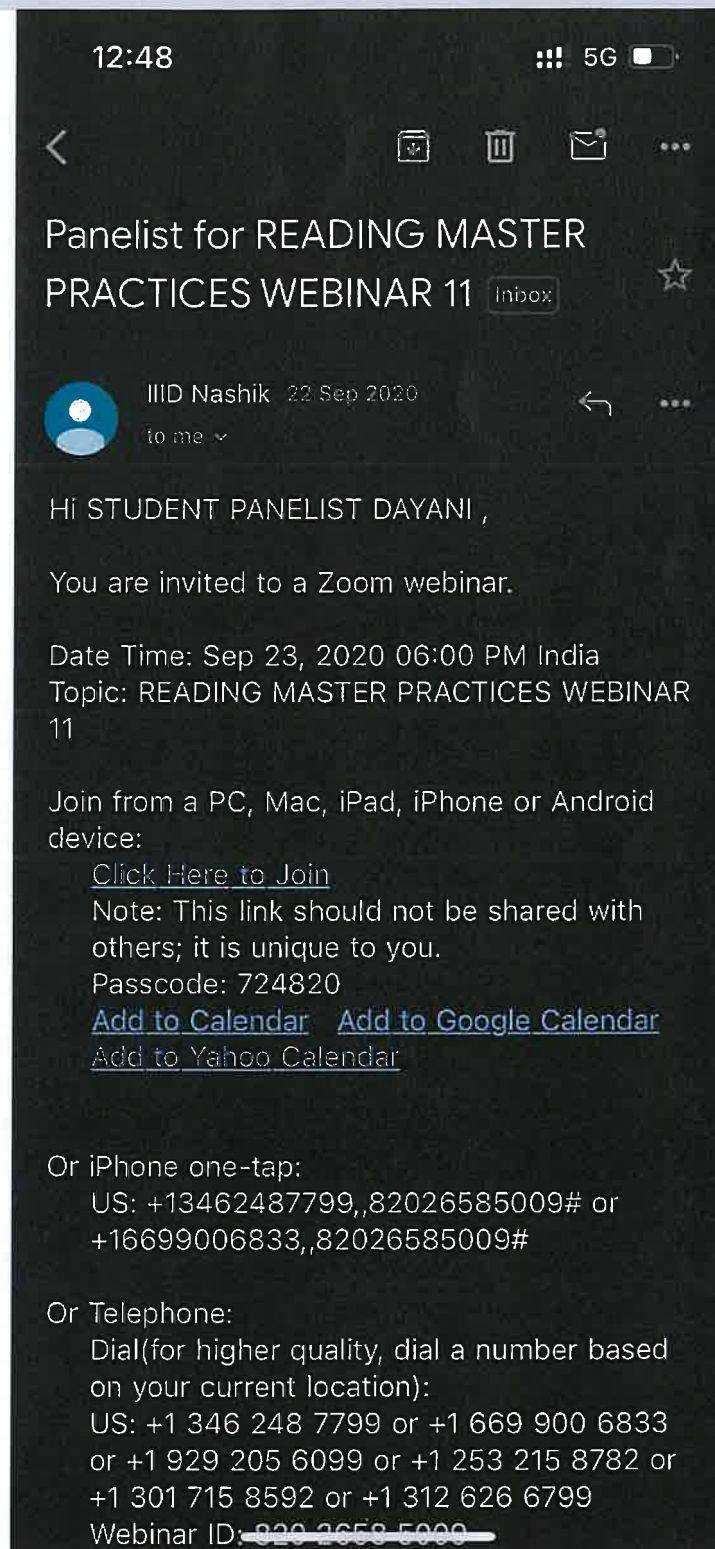 12:48
5G
Panelist for READING MASTER
PRACTICES WEBINAR 11 Inbox
IIID Nashik 22 Sep 2020
to me
Hi STUDENT PANELIST DAYANI ,
You are invited to a Zoom webinar.
Date Time: Sep 23, 2020 06:00 PM India
Topic: READING MASTER PRACTICES WEBINAR
11
Join from a PC, Mac, iPad, iPhone or Android
device:
Click Here to Join
Note: This link should not be shared with
others; it is unique to you.
Passcode: 724820
Add to Calendar Add to Google Calendar
Add to Yahoo Calendar
Or iPhone one-tap:
US: +13462487799,,82026585009# or
+16699006833,,82026585009#
Or Telephone:
Dial(for higher quality, dial a number based
on your current location):
US: +1 346 248 7799 or +1 669 900 6833
or +1 929 205 6099 or +1 253 215 8782 or
+1 301 715 8592 or +1 312 626 6799
Webinar ID: 820 2658 5009